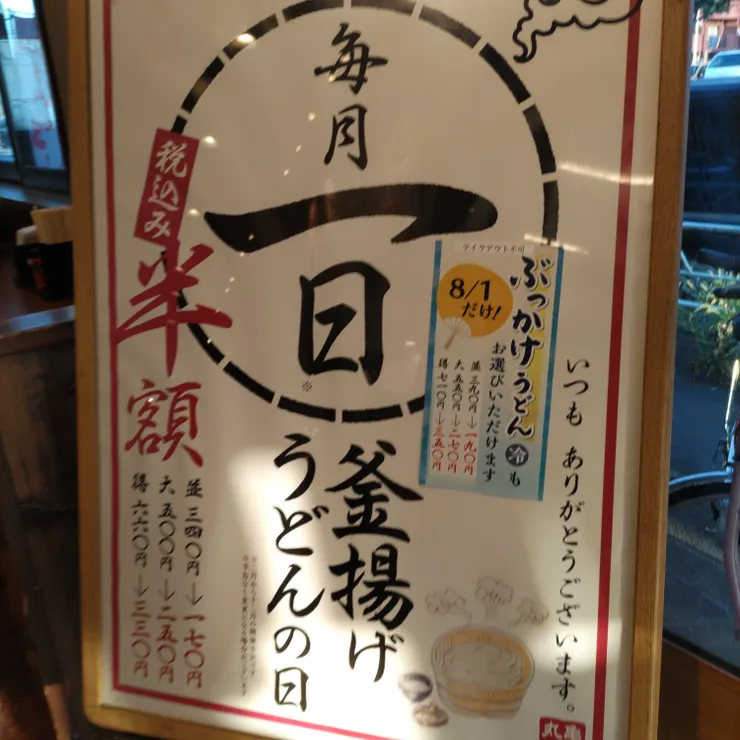 いつも ありがとうございます。
毎月
一日
※
釜揚げ
うどんの日
税込み
半額
並 三四〇円→一七〇円
大 五〇〇円→二五〇円
得 六六〇円→三三〇円
テイクアウト不可
ぶっかけうどん冷も
お選びいただけます
8/1
だけ!
並 三九〇円→一九〇円
大 五五〇円→二七〇円
得 七一〇円→三五〇円
丸亀